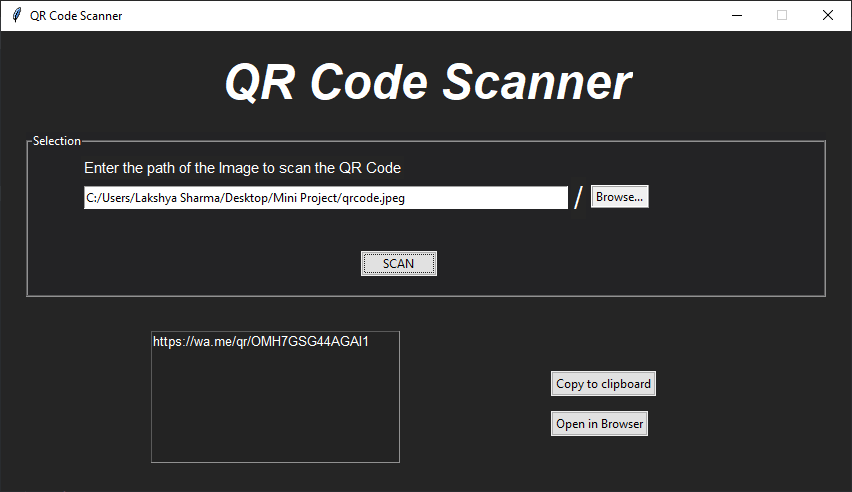 QR Code Scanner
QR Code Scanner
Selection
Enter the path of the Image to scan the QR Code
C:/Users/Lakshya Sharma/Desktop/Mini Project/qrcode.jpeg / Browse...
SCAN
https://wa.me/qr/OMH7GSG44AGAI1
Copy to clipboard
Open in Browser